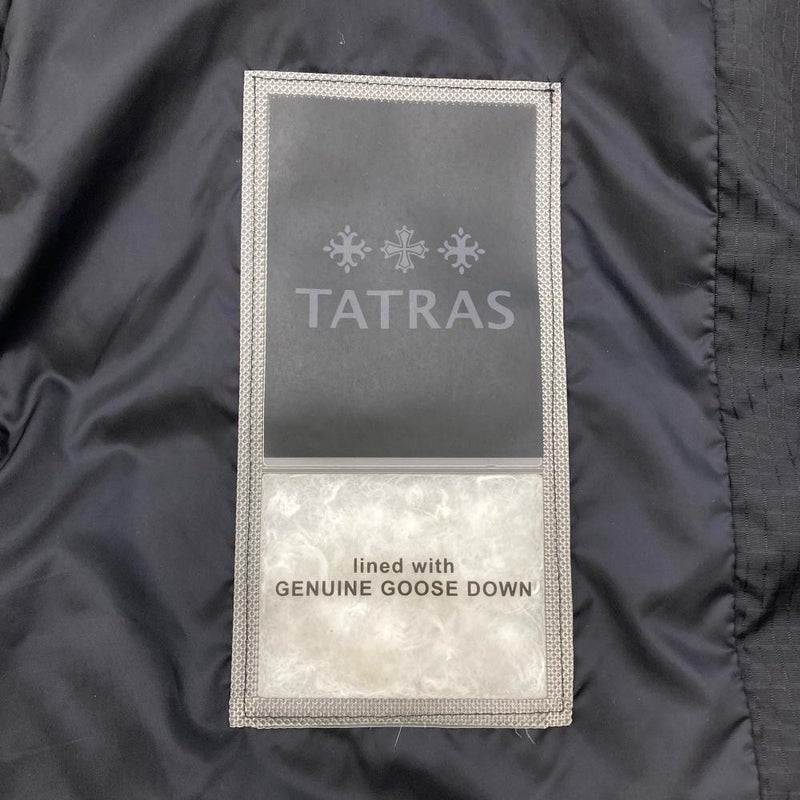 TATRAS
lined with
GENUINE GOOSE DOWN